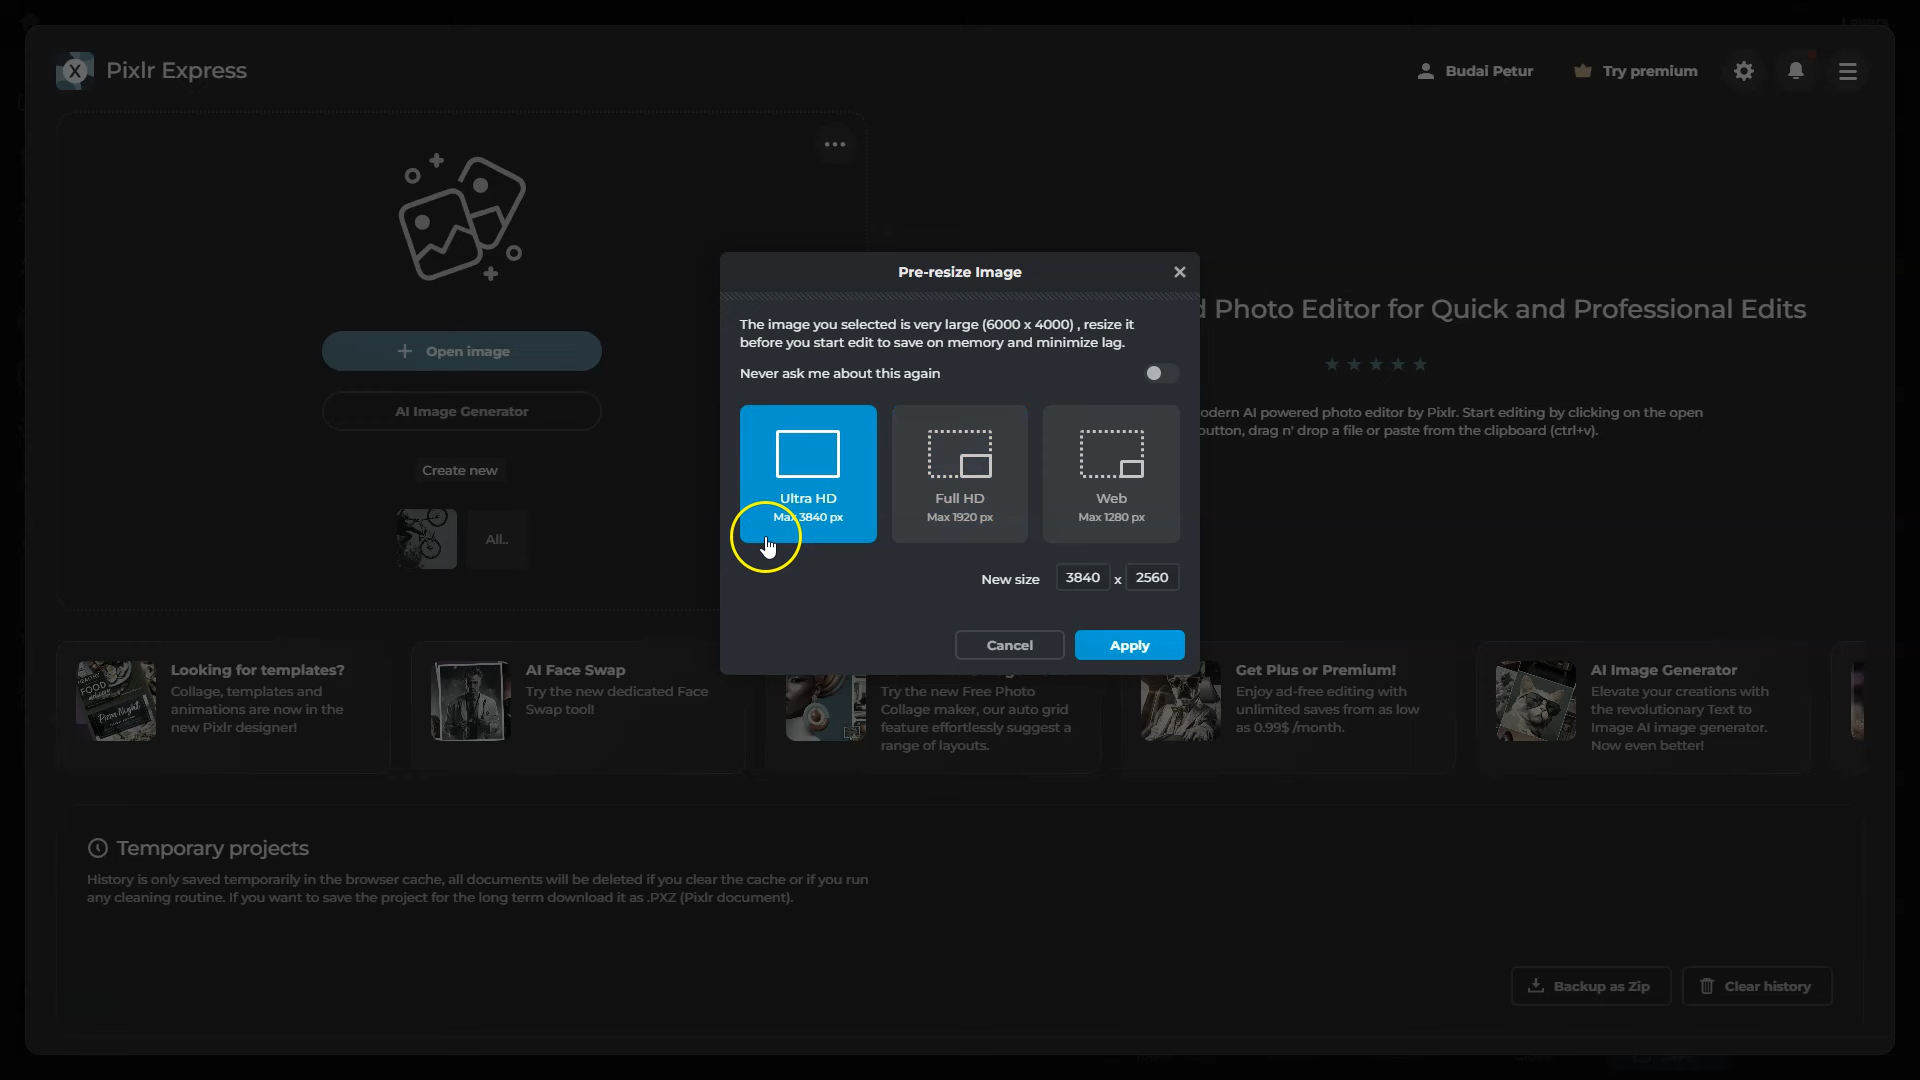 Pixlr Express
Budai Petur
Try premium
Open image
AI Image Generator
Create new
All..
Photo Editor for Quick and Professional Edits
AI powered photo editor by Pixlr. Start editing by clicking on the open
button, drag n' drop a file or paste from the clipboard (ctrl+v).
Pre-resize Image
The image you selected is very large (6000 x 4000) , resize it
before you start edit to save on memory and minimize lag.
Never ask me about this again
Ultra HD
Max 3840 px
Full HD
Max 1920 px
Web
Max 1280 px
New size 3840 x 2560
Cancel
Apply
Looking for templates?
Collage, templates and
animations are now in the
new Pixlr designer!
AI Face Swap
Try the new dedicated Face
Swap tool!
Try the new Free Photo
Collage maker, our auto grid
feature effortlessly suggest a
range of layouts.
Get Plus or Premium!
Enjoy ad-free editing with
unlimited saves from as low
as 0.99$ /month.
AI Image Generator
Elevate your creations with
the revolutionary Text to
Image AI image generator.
Now even better!
Temporary projects
History is only saved temporarily in the browser cache, all documents will be deleted if you clear the cache or if you run
any cleaning routine. If you want to save the project for the long term download it as .PXZ (Pixlr document).
Backup as Zip
Clear history